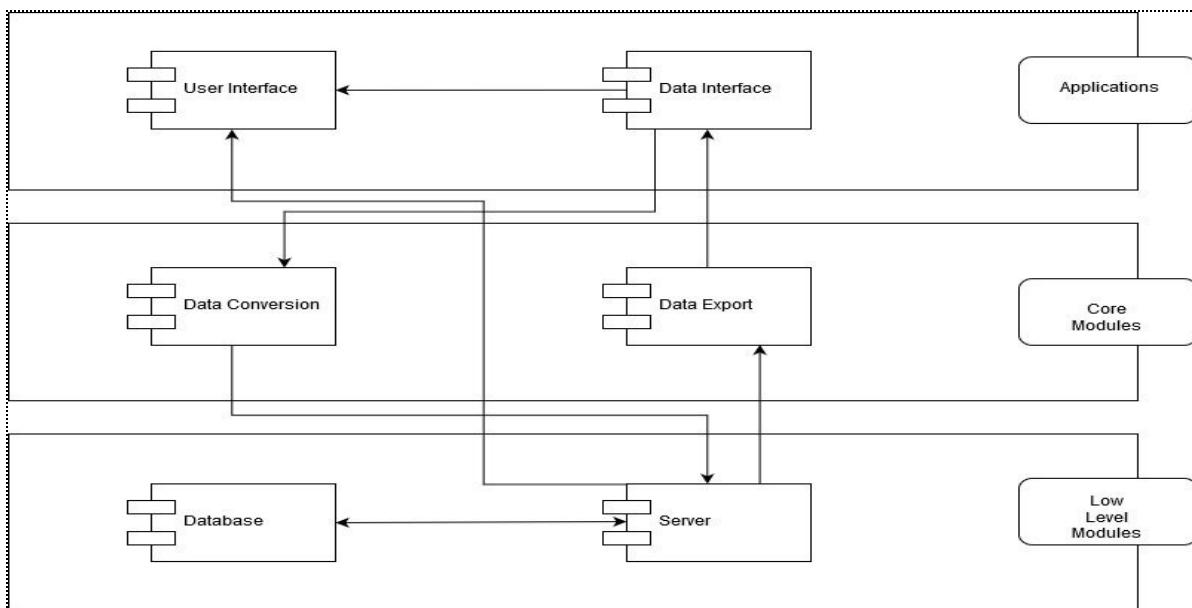 User Interface
Data Interface
Applications
Data Conversion
Data Export
Core
Modules
Database
Server
Low
Level
Modules